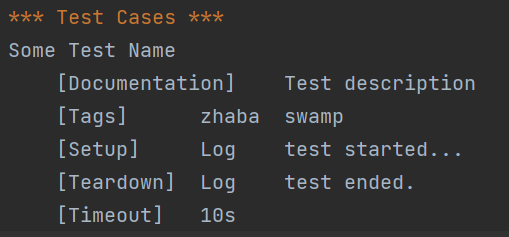 *** Test Cases ***
Some Test Name
    [Documentation]    Test description
    [Tags]      zhaba  swamp
    [Setup]     Log    test started...
    [Teardown]  Log    test ended.
    [Timeout]   10s